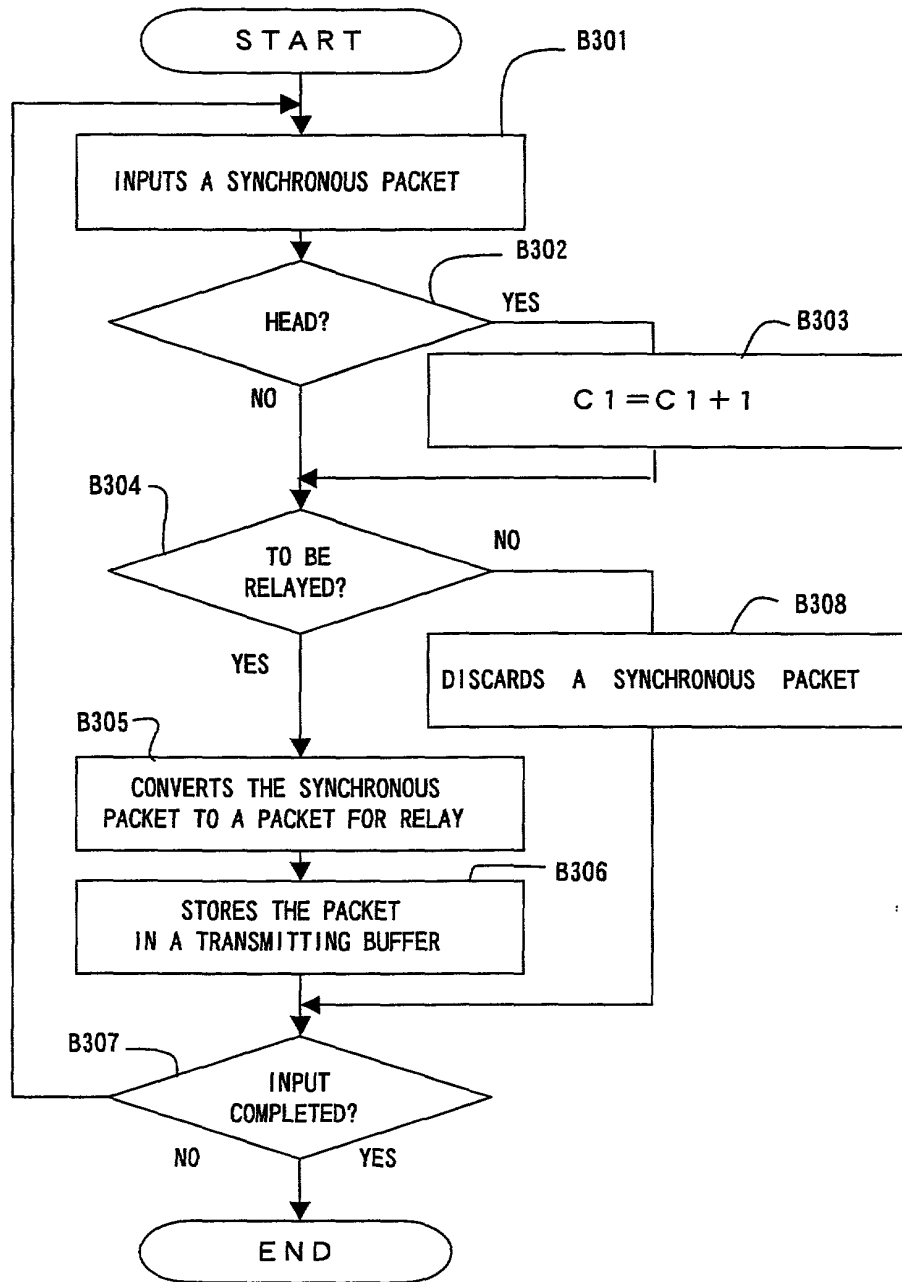 START
B301
INPUTS A SYNCHRONOUS PACKET
B302
HEAD?
YES
B303
NO
C1=C1+1
B304
TO BE
RELAYED?
NO
B308
YES
DISCARDS A SYNCHRONOUS PACKET
B305
CONVERTS THE SYNCHRONOUS
PACKET TO A PACKET FOR RELAY
B306
STORES THE PACKET
IN A TRANSMITTING BUFFER
B307
INPUT
COMPLETED?
NO
YES
END